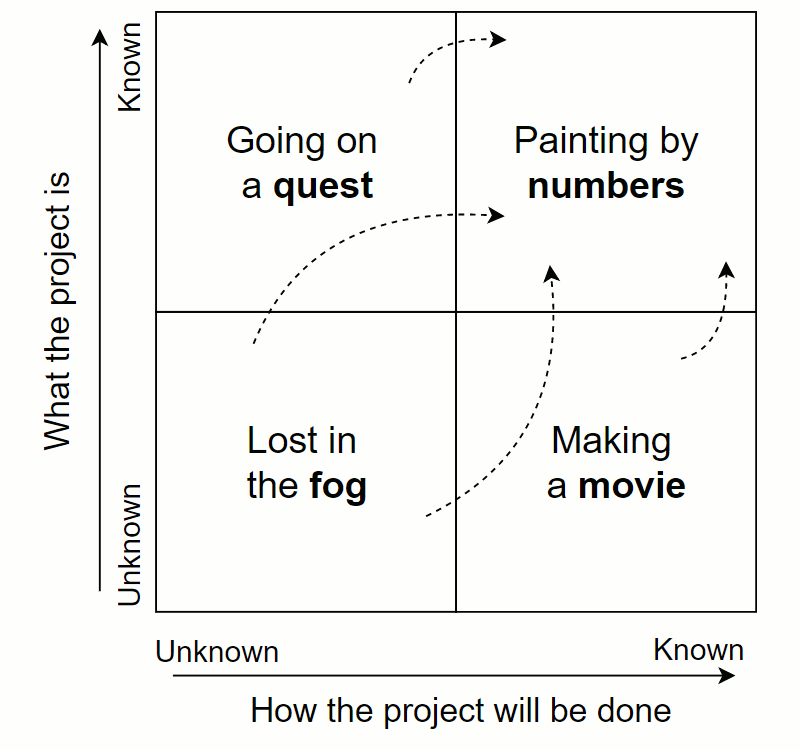 Known
What the project is
Unknown
Going on
a quest
Painting by
numbers
Lost in
the fog
Making
a movie
Unknown
Known
How the project will be done